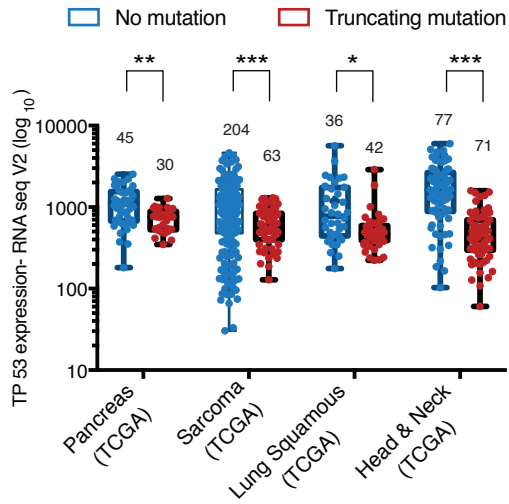 No mutation Truncating mutation
** *** * ***
45 30 204 63 36 42 77 71
TP 53 expression- RNA seq V2 (log 10)
10000
1000
100
10
Pancreas
(TCGA)
Sarcoma
(TCGA)
Lung Squamous
(TCGA)
Head & Neck
(TCGA)